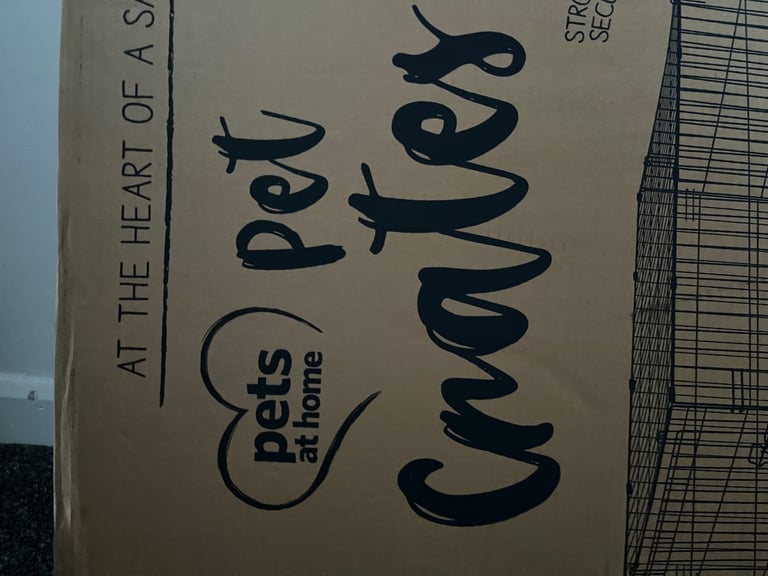 AT THE HEART OF A
pets
at home
pet
crates